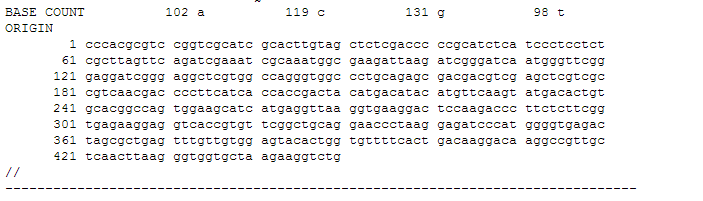 BASE COUNT 102 a 119 c 131 g 98 t
ORIGIN
1 cccacgcgtc cggtcgcatc gcacttgtag ctctcgaccc ccgcatctca tccctcctct
61 cgcttagttc agatcgaaat cgcaaatggc gaagattaag atcgggatca atgggttcgg
121 gaggatcggg aggctcgtgg ccagggtggc cctgcagagc gacgacgtcg agctcgtcgc
181 cgtcaacgac cccttcatca ccaccgacta catgacatac atgttcaagt atgacactgt
241 gcacggccag tggaagcatc atgaggttaa ggtgaaggac tccaagaccc ttctcttcgg
301 tgagaaggag gtcaccgtgt tcggctgcag gaaccctaag gagatcccat ggggtgagac
361 tagcgctgag tttgttgtgg agtacactgg tgttttcact gacaaggaca aggccgttgc
421 tcaacttaag ggtggtgcta agaaggtctg
//
-------------------------------------------------------------------------------